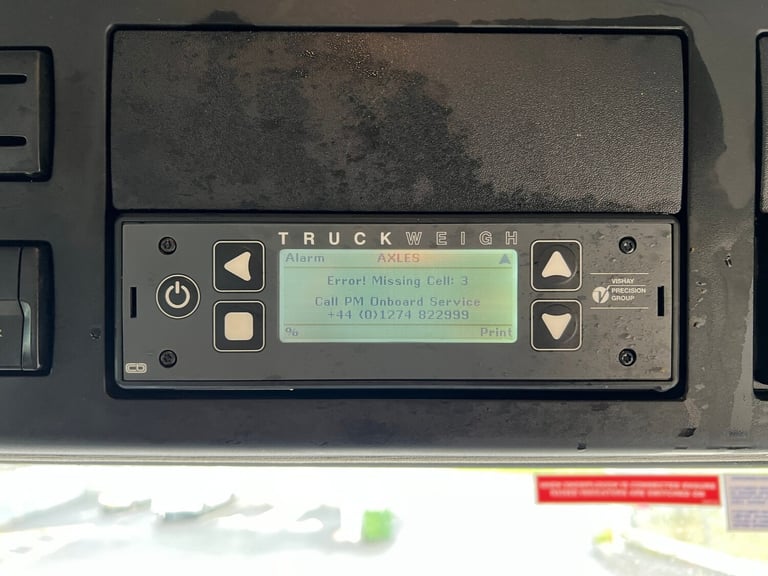 TRUCKWEIGH
Alarm AXLES
Error! Missing Cell: 3
Call PM Onboard Service
+44 (0)1274 822999
% Print
VISHAY
PRECISION
GROUP